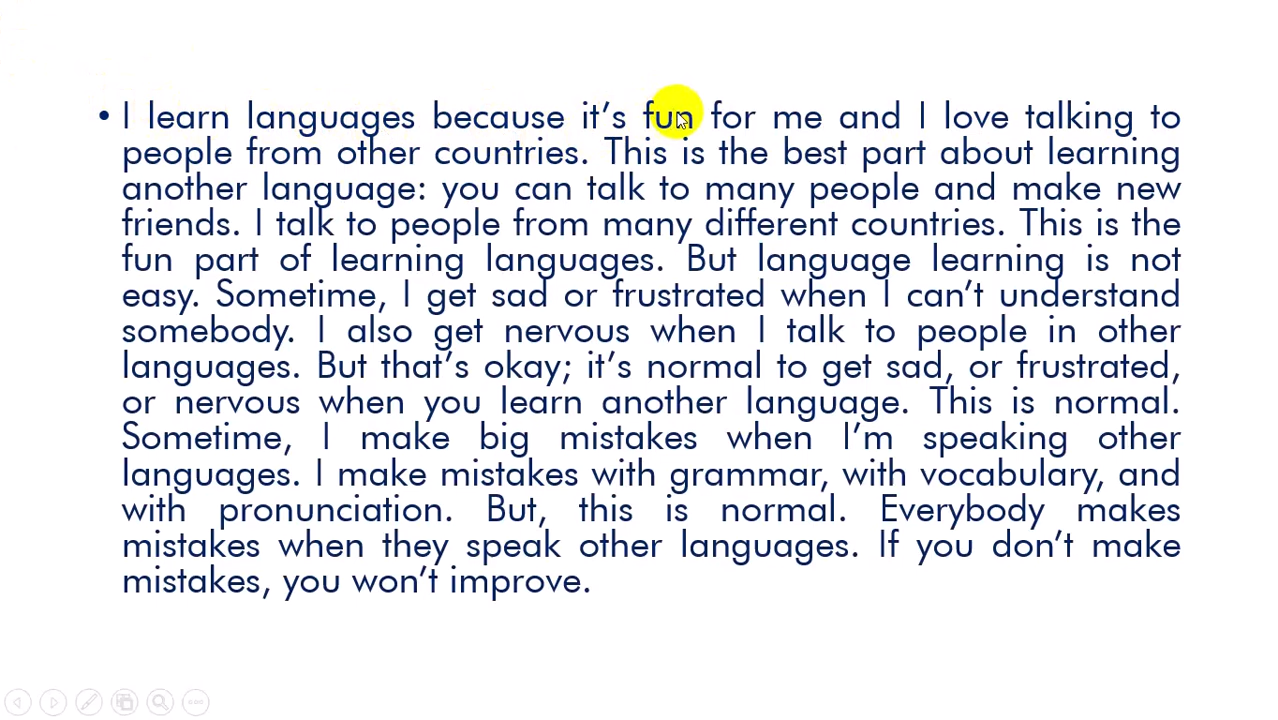 • I learn languages because it's fun for me and I love talking to
people from other countries. This is the best part about learning
another language: you can talk to many people and make new
friends. I talk to people from many different countries. This is the
fun part of learning languages. But language learning is not
easy. Sometime, I get sad or frustrated when I can't understand
somebody. I also get nervous when I talk to people in other
languages. But that's okay; it's normal to get sad, or frustrated,
or nervous when you learn another language. This is normal.
Sometime, I make big mistakes when I'm speaking other
languages. I make mistakes with grammar, with vocabulary, and
with pronunciation. But, this is normal. Everybody makes
mistakes when they speak other languages. If you don't make
mistakes, you won't improve.